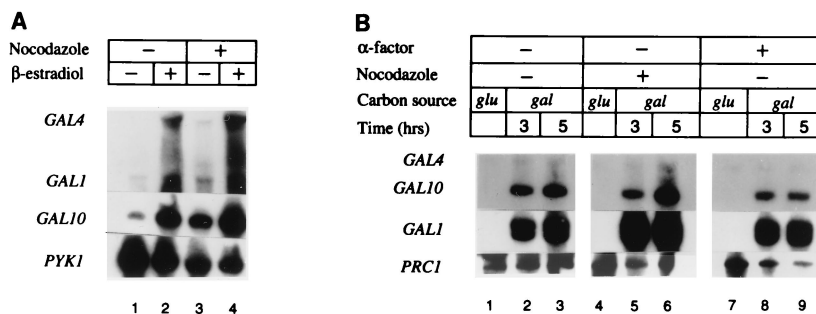 A
Nocodazole − +
β-estradiol − + − +
GAL4
GAL1
GAL10
PYK1
1 2 3 4
B
α-factor − − +
Nocodazole − + −
Carbon source glu gal glu gal glu gal
Time (hrs) 3 5 3 5 3 5
GAL4
GAL10
GAL1
PRC1
1 2 3 4 5 6 7 8 9